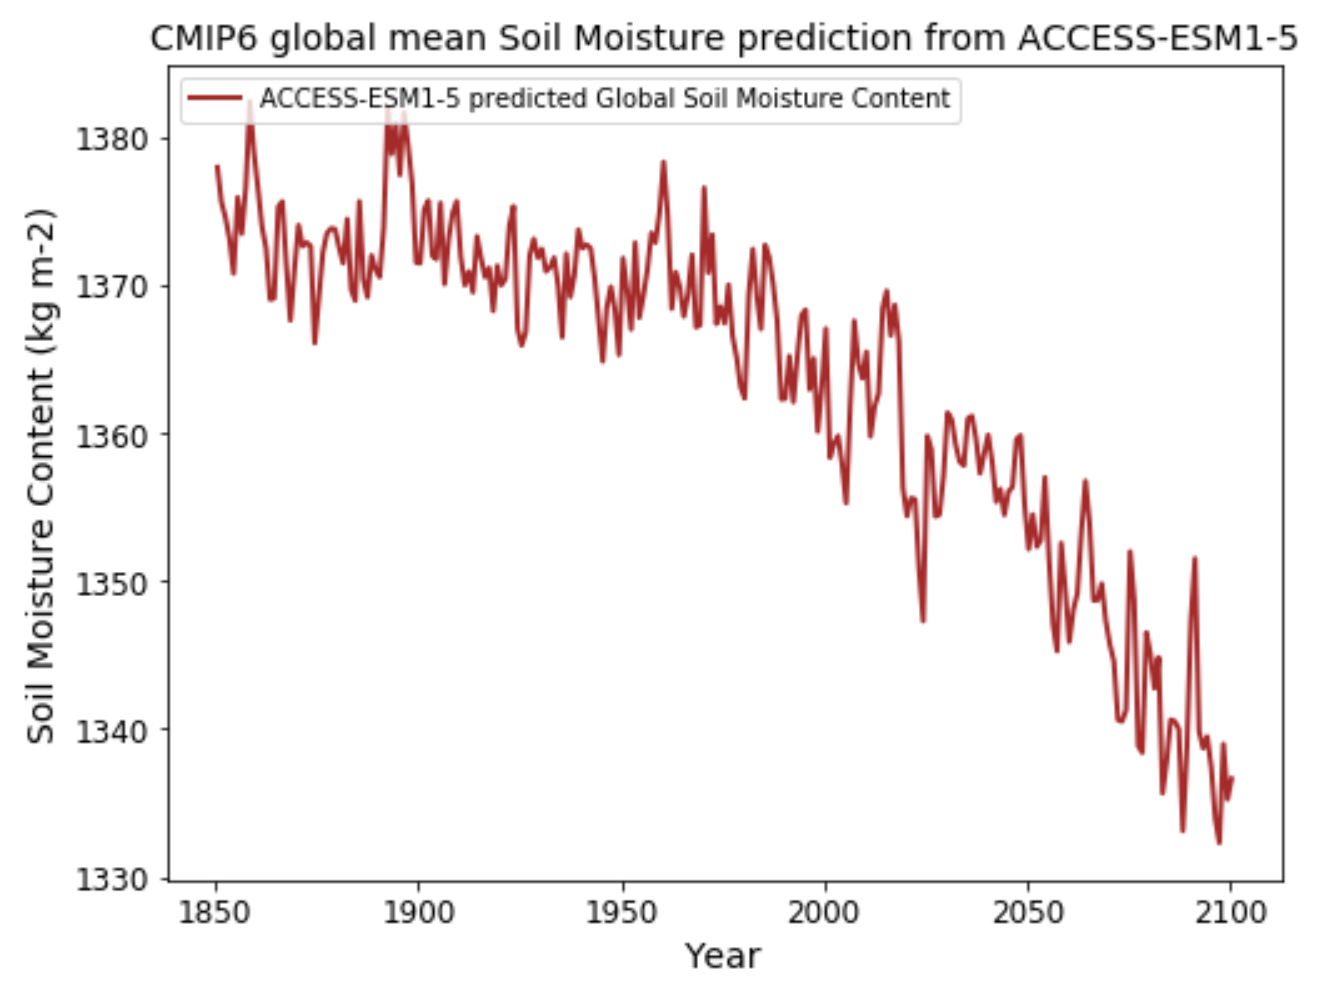 CMIP6 global mean Soil Moisture prediction from ACCESS-ESM1-5
ACCESS-ESM1-5 predicted Global Soil Moisture Content
Soil Moisture Content (kg m-2)
1380
1370
1360
1350
1340
1330
1850 1900 1950 2000 2050 2100
Year